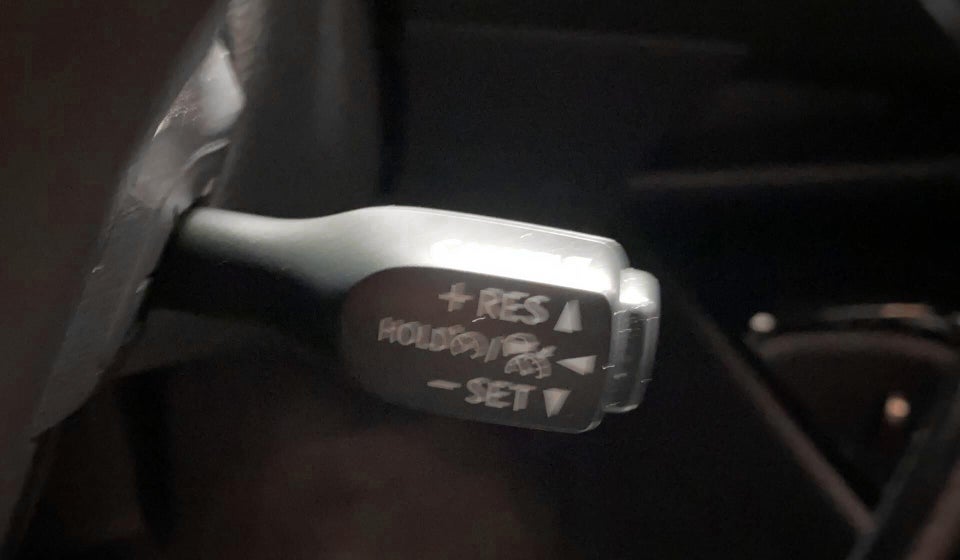 + RES ▲
HOLD / ◀
- SET ▼